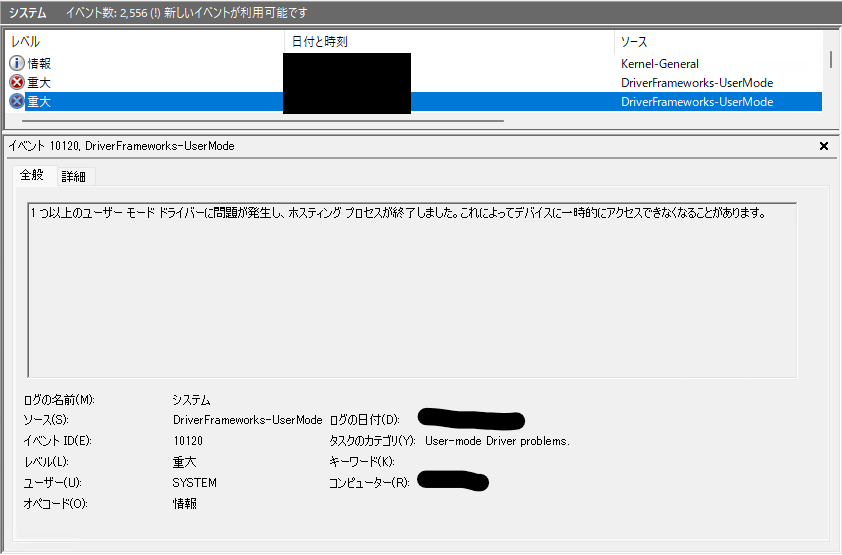 システム イベント数: 2,556 (!) 新しいイベントが利用可能です
レベル 日付と時刻 ソース
情報 Kernel-General
重大 DriverFrameworks-UserMode
重大 DriverFrameworks-UserMode
イベント 10120, DriverFrameworks-UserMode
全般 詳細
1 つ以上のユーザー モード ドライバーに問題が発生し、ホスティング プロセスが終了しました。これによってデバイスに一時的にアクセスできなくなることがあります。
ログの名前(M): システム
ソース(S): DriverFrameworks-UserMode ログの日付(D):
イベント ID(E): 10120 タスクのカテゴリ(Y): User-mode Driver problems.
レベル(L): 重大 キーワード(K):
ユーザー(U): SYSTEM コンピューター(R):
オペコード(O): 情報